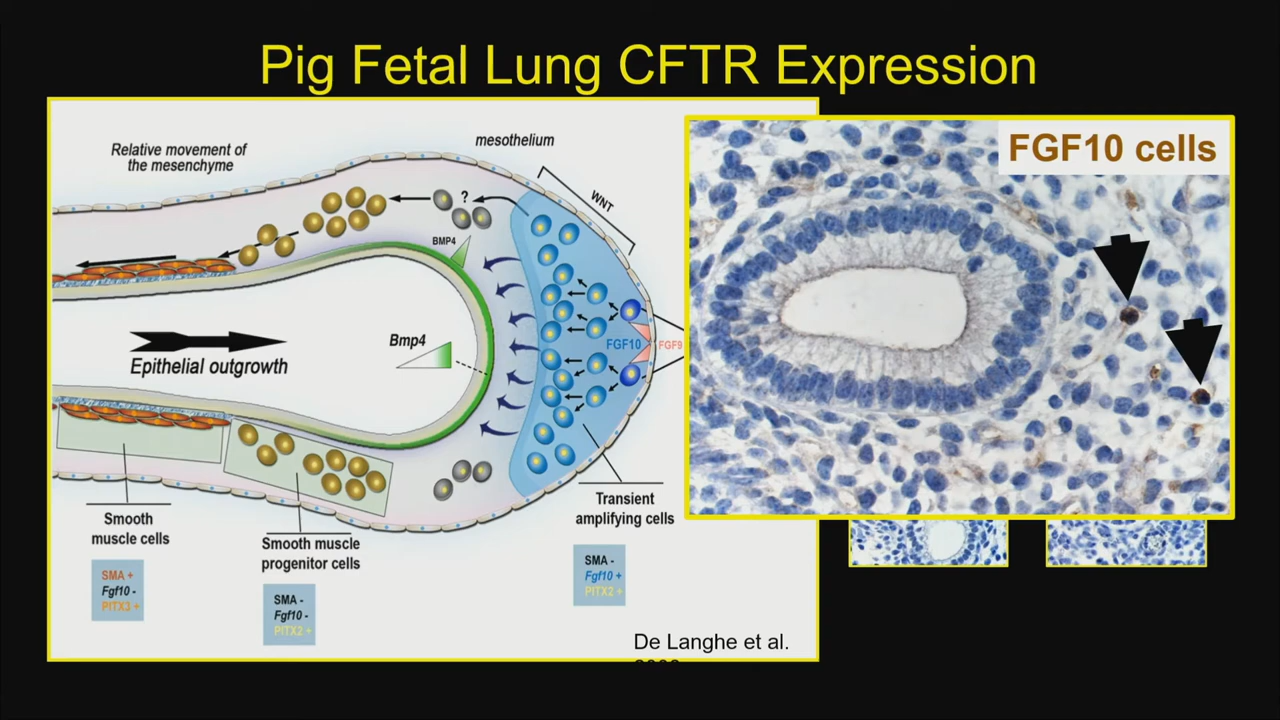 Pig Fetal Lung CFTR Expression
Relative movement of
the mesenchyme
mesothelium
WNT
?
BMP4
Bmp4
FGF10
FGF9
Epithelial outgrowth
Smooth
muscle cells
SMA +
Fgf10 -
PITX3 +
Smooth muscle
progenitor cells
SMA -
Fgf10 -
PITX2 +
Transient
amplifying cells
SMA -
Fgf10 +
PITX2 +
De Langhe et al.
FGF10 cells